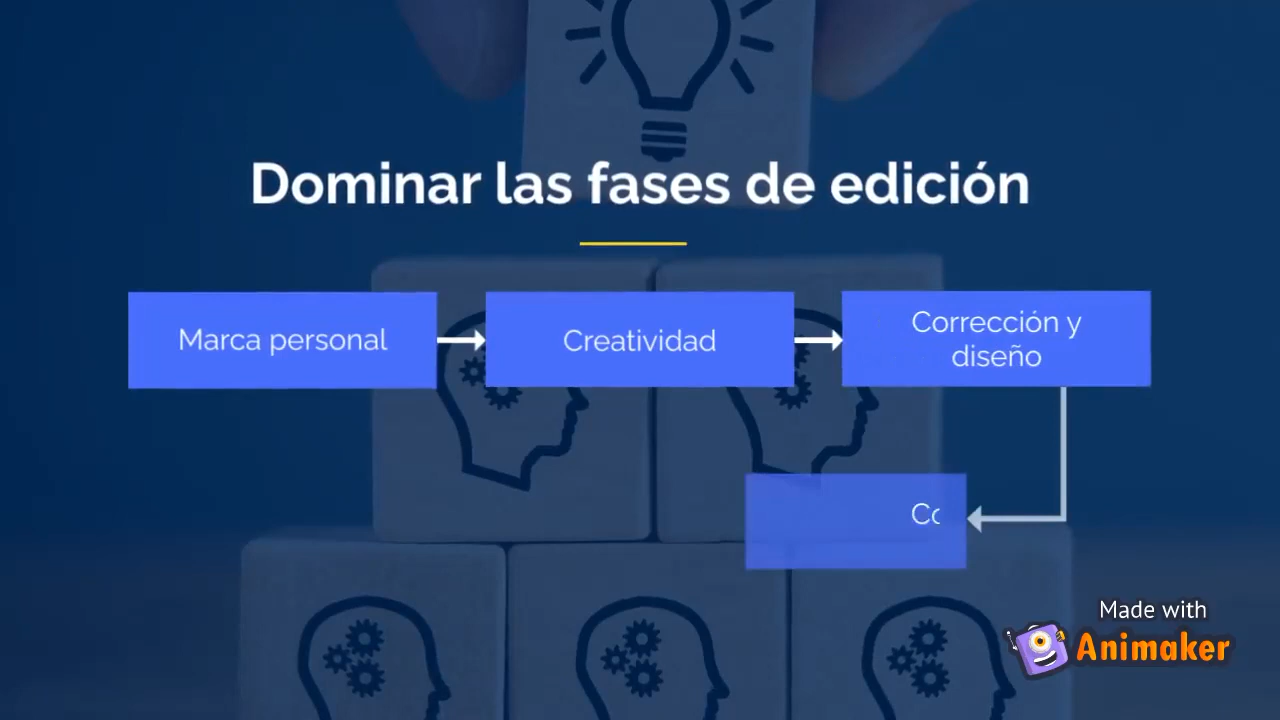 Dominar las fases de edición
Marca personal
Creatividad
Corrección y
diseño
Made with
Animaker